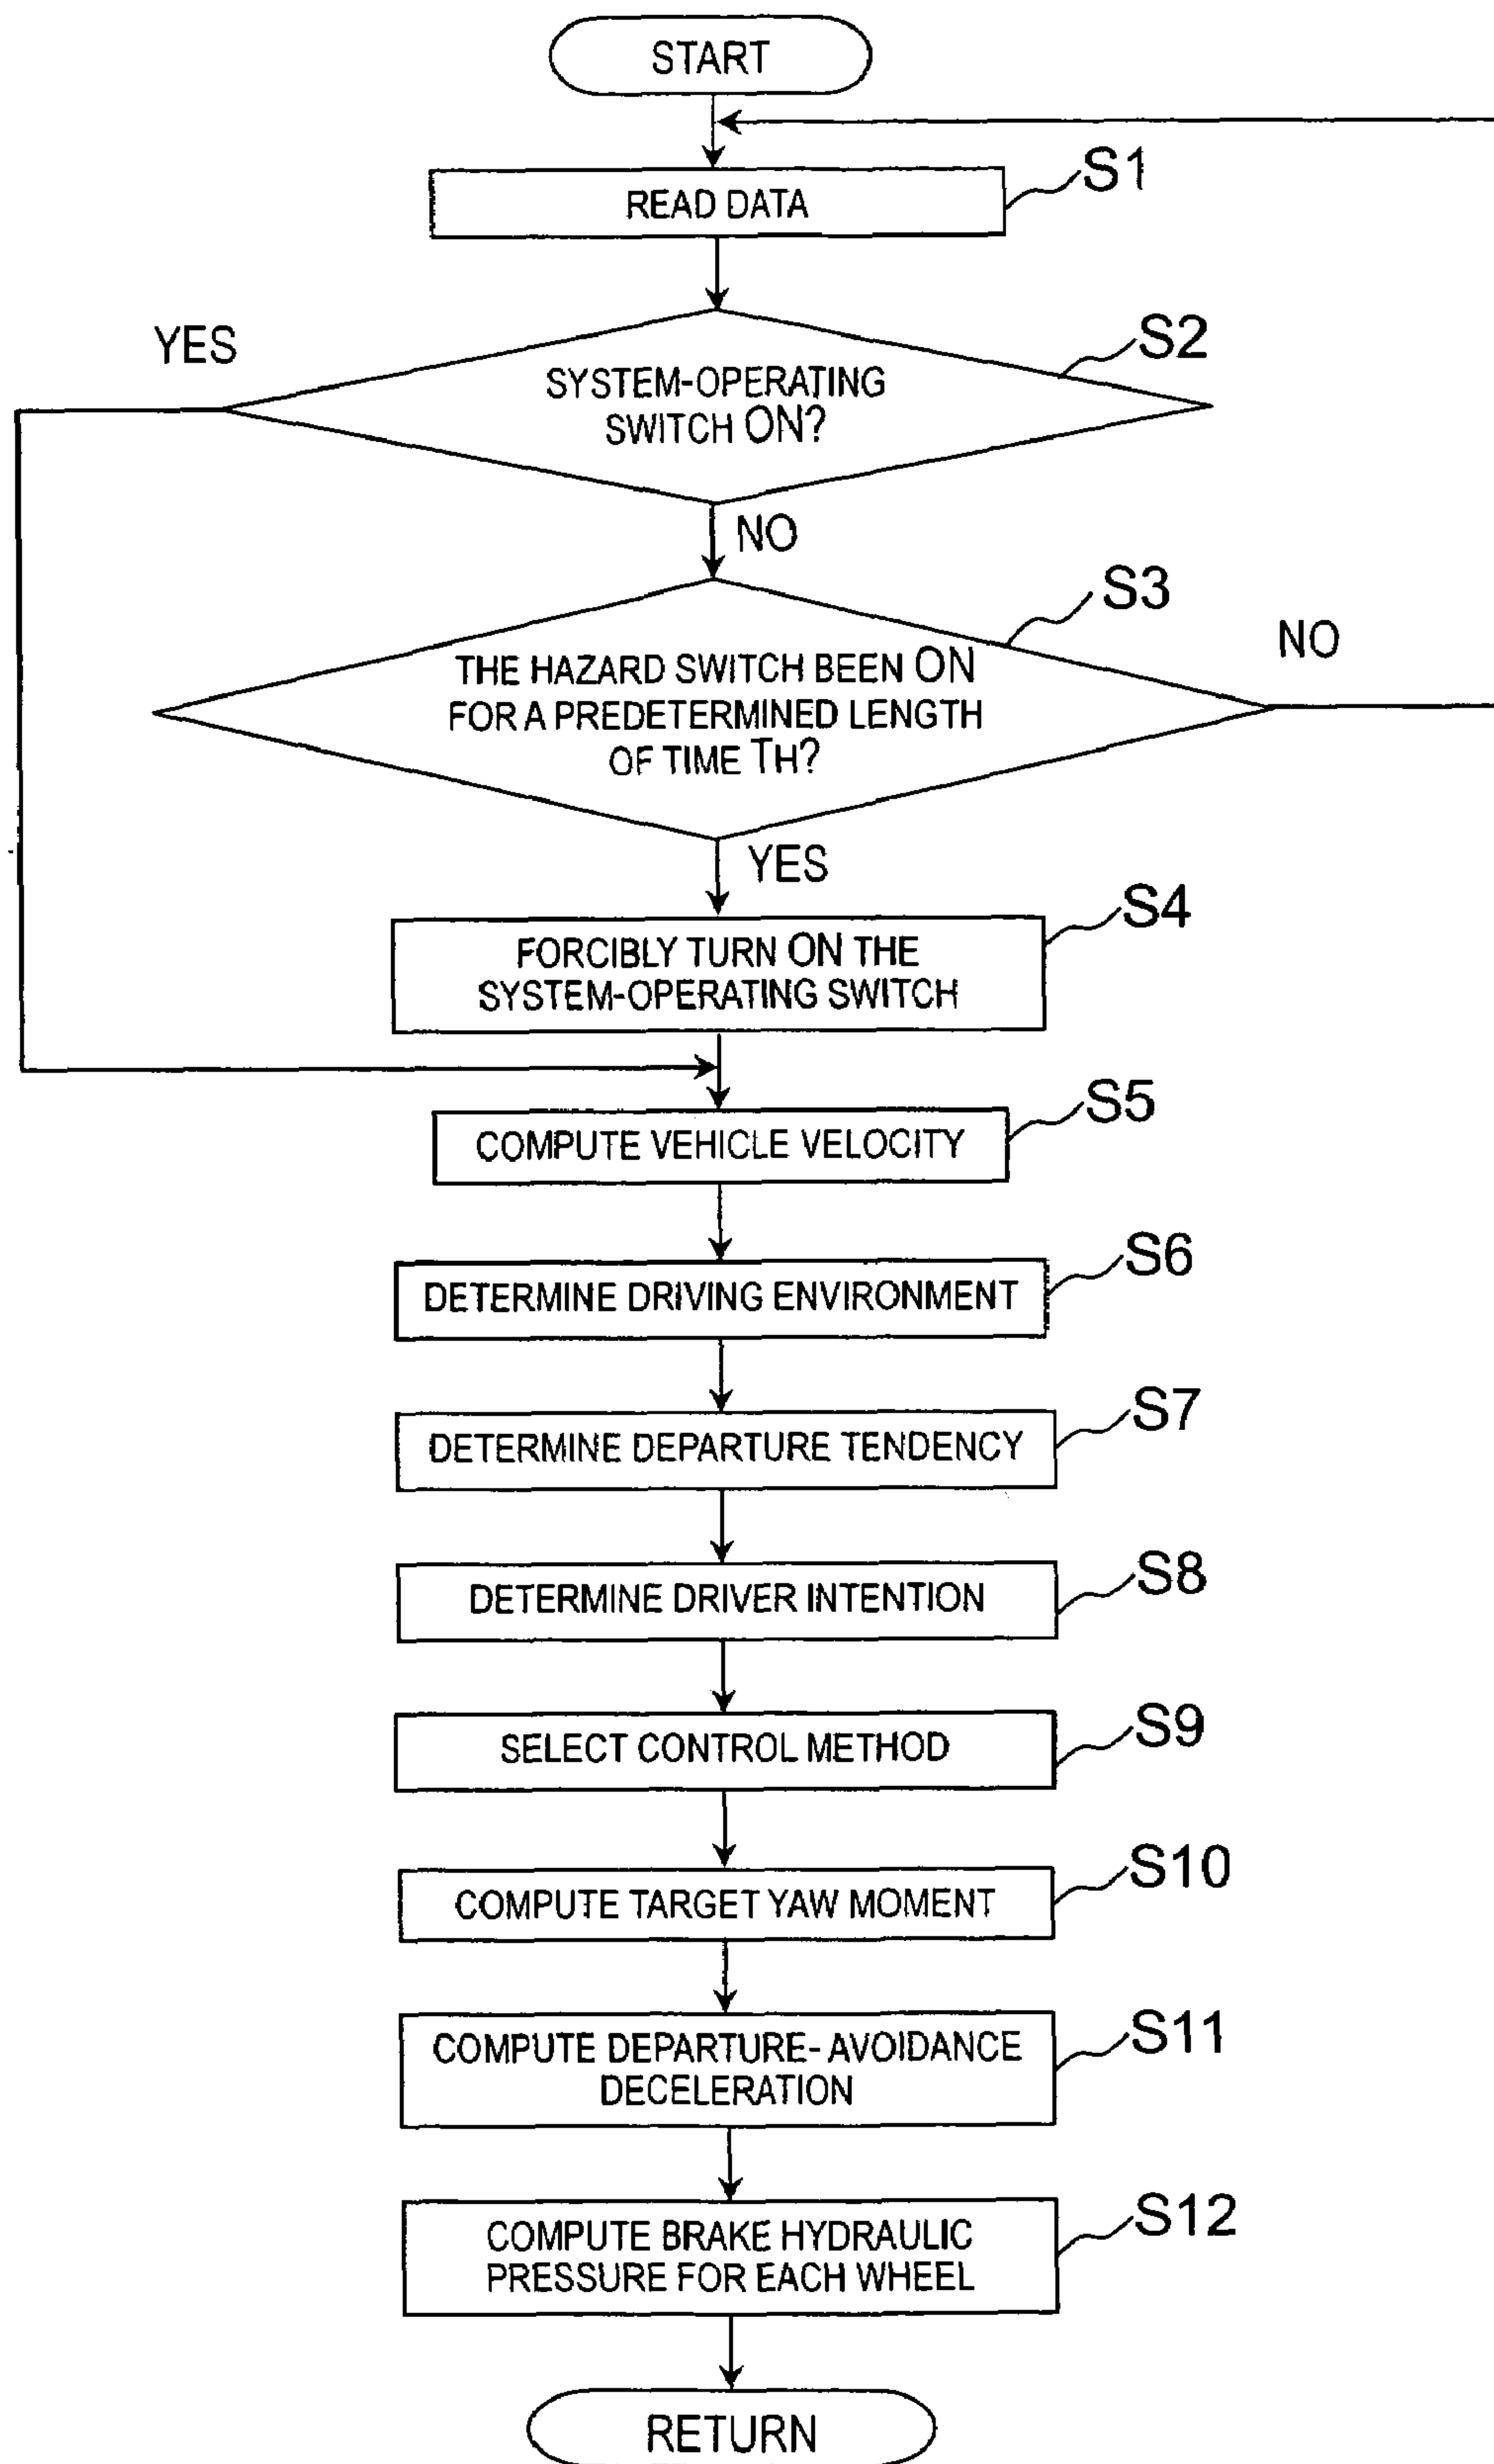 START
S1
READ DATA
S2
YES
SYSTEM-OPERATING
SWITCH ON?
NO
S3
NO
THE HAZARD SWITCH BEEN ON
FOR A PREDETERMINED LENGTH
OF TIME TH?
YES
S4
FORCIBLY TURN ON THE
SYSTEM-OPERATING SWITCH
S5
COMPUTE VEHICLE VELOCITY
S6
DETERMINE DRIVING ENVIRONMENT
S7
DETERMINE DEPARTURE TENDENCY
S8
DETERMINE DRIVER INTENTION
S9
SELECT CONTROL METHOD
S10
COMPUTE TARGET YAW MOMENT
S11
COMPUTE DEPARTURE- AVOIDANCE
DECELERATION
S12
COMPUTE BRAKE HYDRAULIC
PRESSURE FOR EACH WHEEL
RETURN